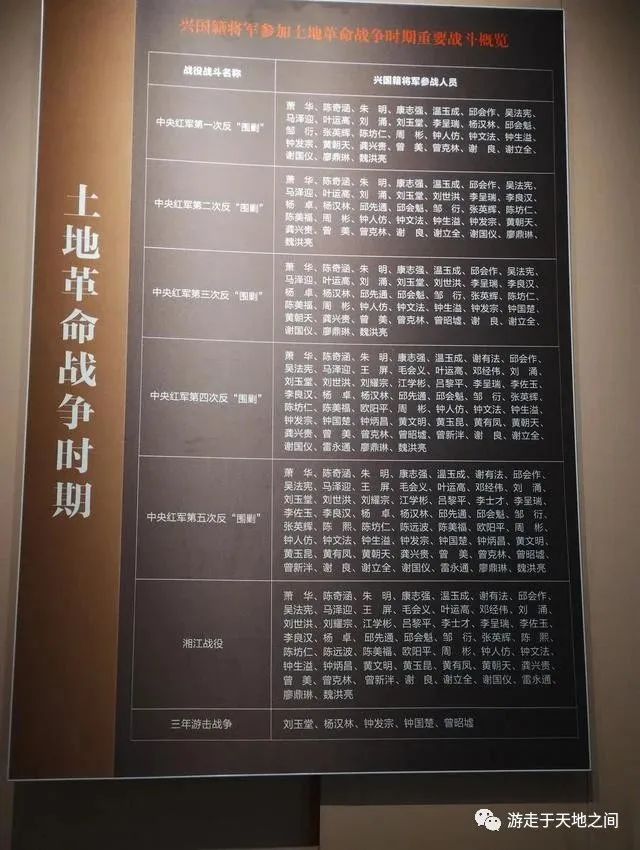 兴国籍将军参加土地革命战争时期重要战斗概览
土地革命战争时期
战役战斗名称
兴国籍将军参战人员
中央红军第一次反“围剿”
萧 华、陈奇涵、朱 明、康志强、温玉成、邱会作、吴法宪、
马泽迎、叶运高、刘 涌、刘玉堂、李呈瑞、杨汉林、邱会魁、
邹 衍、张英辉、陈坊仁、周 彬、钟人仿、钟文法、钟生溢、
钟发宗、黄朝天、龚兴贵、曾 美、曾克林、谢 良、谢立全、
谢国仪、廖鼎琳、魏洪亮
中央红军第二次反“围剿”
萧 华、陈奇涵、朱 明、康志强、温玉成、邱会作、吴法宪、
马泽迎、叶运高、刘 涌、刘玉堂、刘世洪、李呈瑞、李良汉、
杨 卓、杨汉林、邱先通、邱会魁、邹 衍、张英辉、陈坊仁、
陈美福、周 彬、钟人仿、钟文法、钟生溢、钟发宗、黄朝天、
龚兴贵、曾 美、曾克林、谢 良、谢立全、谢国仪、廖鼎琳、
魏洪亮
中央红军第三次反“围剿”
萧 华、陈奇涵、朱 明、康志强、温玉成、邱会作、吴法宪、
马泽迎、叶运高、刘 涌、刘玉堂、刘世洪、李呈瑞、李良汉、
杨 卓、杨汉林、邱先通、邱会魁、邹 衍、张英辉、陈坊仁、
陈美福、周 彬、钟人仿、钟文法、钟生溢、钟发宗、钟国楚、
黄朝天、龚兴贵、曾 美、曾克林、曾昭墟、谢 良、谢立全、
谢国仪、廖鼎琳、魏洪亮
中央红军第四次反“围剿”
萧 华、陈奇涵、朱 明、康志强、温玉成、谢有法、邱会作、
吴法宪、马泽迎、王 屏、毛会义、叶运高、邓经伟、刘 涌、
刘玉堂、刘世洪、刘耀宗、江学彬、吕黎平、李呈瑞、李佐玉、
李良汉、杨 卓、杨汉林、邱先通、邱会魁、邹 衍、张英辉、
陈坊仁、陈美福、欧阳平、周 彬、钟人仿、钟文法、钟生溢、
钟发宗、钟国楚、钟炳昌、黄文明、黄玉昆、黄有凤、黄朝天、
龚兴贵、曾 美、曾克林、曾昭墟、曾新泮、谢 良、谢立全、
谢国仪、雷永通、廖鼎琳、魏洪亮
中央红军第五次反“围剿”
萧 华、陈奇涵、朱 明、康志强、温玉成、谢有法、邱会作、
吴法宪、马泽迎、王 屏、毛会义、叶运高、邓经伟、刘 涌、
刘玉堂、刘世洪、刘耀宗、江学彬、吕黎平、李士才、李呈瑞、
李佐玉、李良汉、杨 卓、杨汉林、邱先通、邱会魁、邹 衍、
张英辉、陈 熙、陈坊仁、陈远波、陈美福、欧阳平、周 彬、
钟人仿、钟文法、钟生溢、钟发宗、钟国楚、钟炳昌、黄文明、
黄玉昆、黄有凤、黄朝天、龚兴贵、曾 美、曾克林、曾昭墟、
曾新泮、谢 良、谢立全、谢国仪、雷永通、廖鼎琳、魏洪亮
湘江战役
萧 华、陈奇涵、朱 明、康志强、温玉成、谢有法、邱会作、
吴法宪、马泽迎、王 屏、毛会义、叶运高、邓经伟、刘 涌、
刘世洪、刘耀宗、江学彬、吕黎平、李士才、李呈瑞、李佐玉、
李良汉、杨 卓、邱先通、邱会魁、邹 衍、张英辉、陈 熙、
陈坊仁、陈远波、陈美福、欧阳平、周 彬、钟人仿、钟文法、
钟生溢、钟炳昌、黄文明、黄玉昆、黄有凤、黄朝天、龚兴贵、
曾 美、曾克林、曾新泮、谢 良、谢立全、谢国仪、雷永通、
廖鼎琳、魏洪亮
三年游击战争
刘玉堂、杨汉林、钟发宗、钟国楚、曾昭墟
游走于天地之间